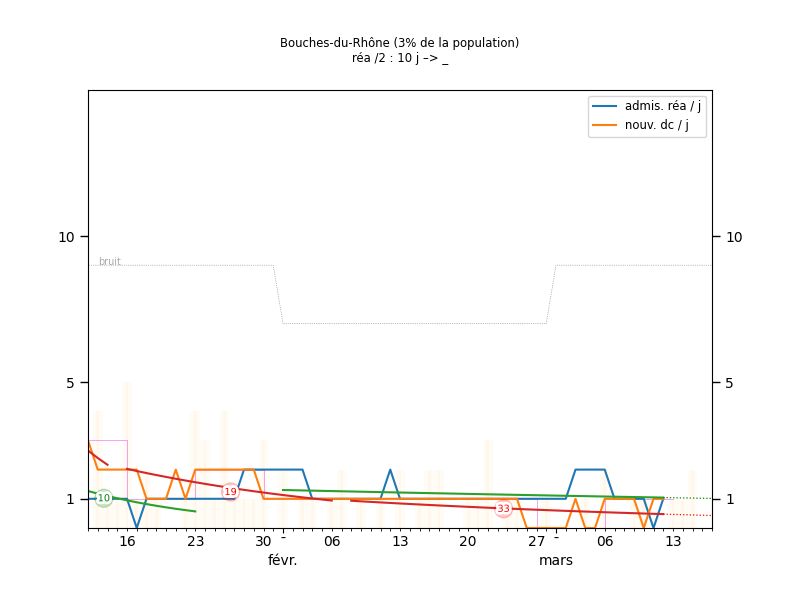 Bouches-du-Rhône (3% de la population)
réa /2 : 10 j –> _
admis. réa / j
nouv. dc / j
10
10
bruit
5
5
10
19
33
1
1
16
23
30
-
06
13
20
27
-
06
13
févr.
mars